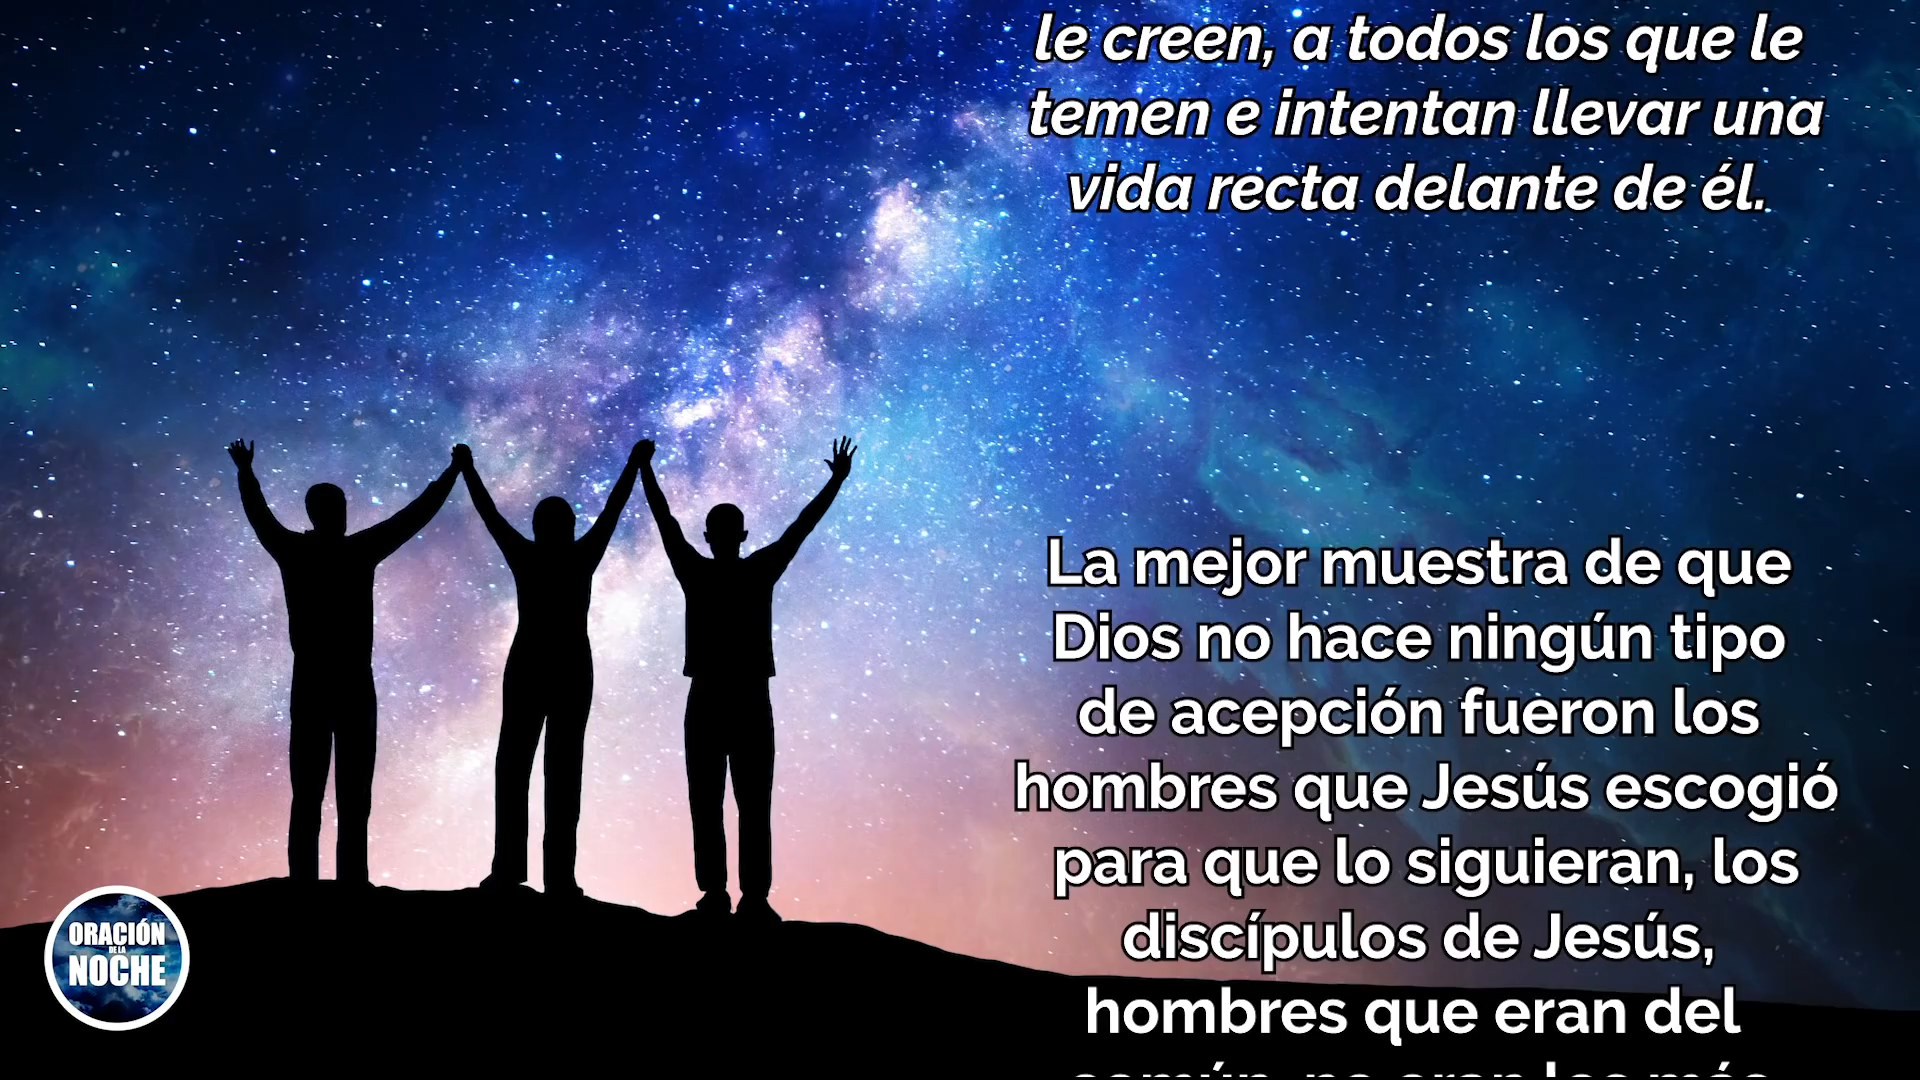 le creen, a todos los que le
temen e intentan llevar una
vida recta delante de él.
La mejor muestra de que
Dios no hace ningún tipo
de acepción fueron los
hombres que Jesús escogió
para que lo siguieran, los
discípulos de Jesús,
hombres que eran del
ORACIÓN
DE LA
NOCHE